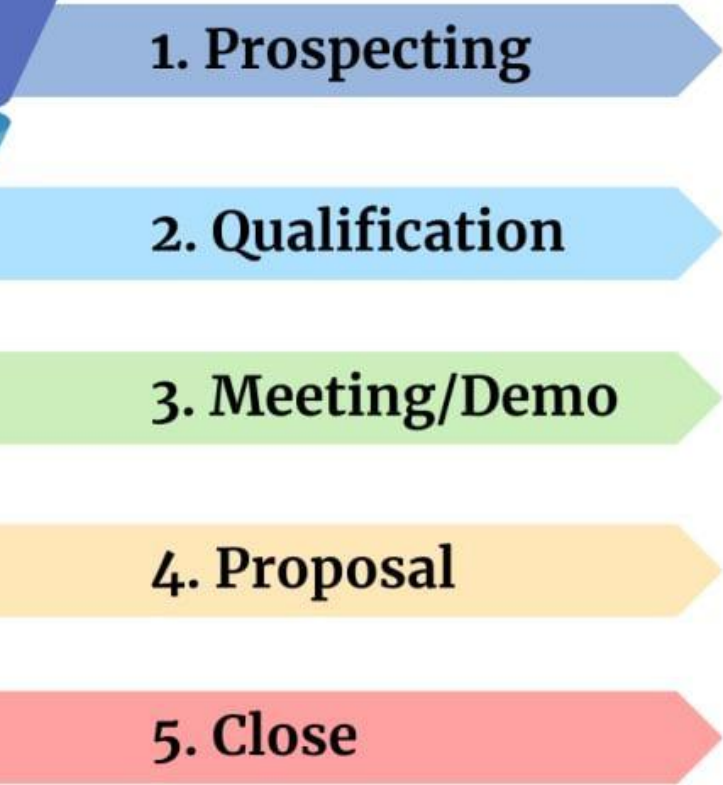 1. Prospecting
2. Qualification
3. Meeting/Demo
4. Proposal
5. Close